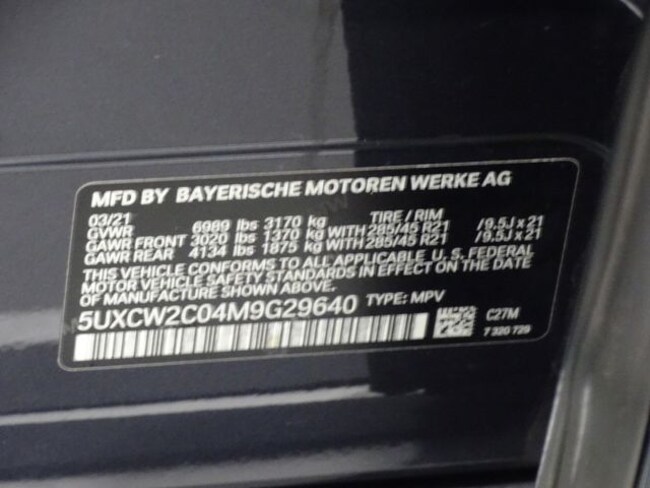 MFD BY BAYERISCHE MOTOREN WERKE AG
03/21 TIRE / RIM
GVWR 6989 lbs 3170 kg
GAWR FRONT 3020 lbs 1370 kg WITH 285/45 R21 /9.5J x 21
GAWR REAR 4134 lbs 1875 kg WITH 285/45 R21 /9.5J x 21
THIS VEHICLE CONFORMS TO ALL APPLICABLE U. S. FEDERAL
MOTOR VEHICLE SAFETY STANDARDS IN EFFECT ON THE DATE
OF MANUFACTURE SHOWN ABOVE.
5UXCW2C04M9G29640 TYPE: MPV
C27M
7 320 729